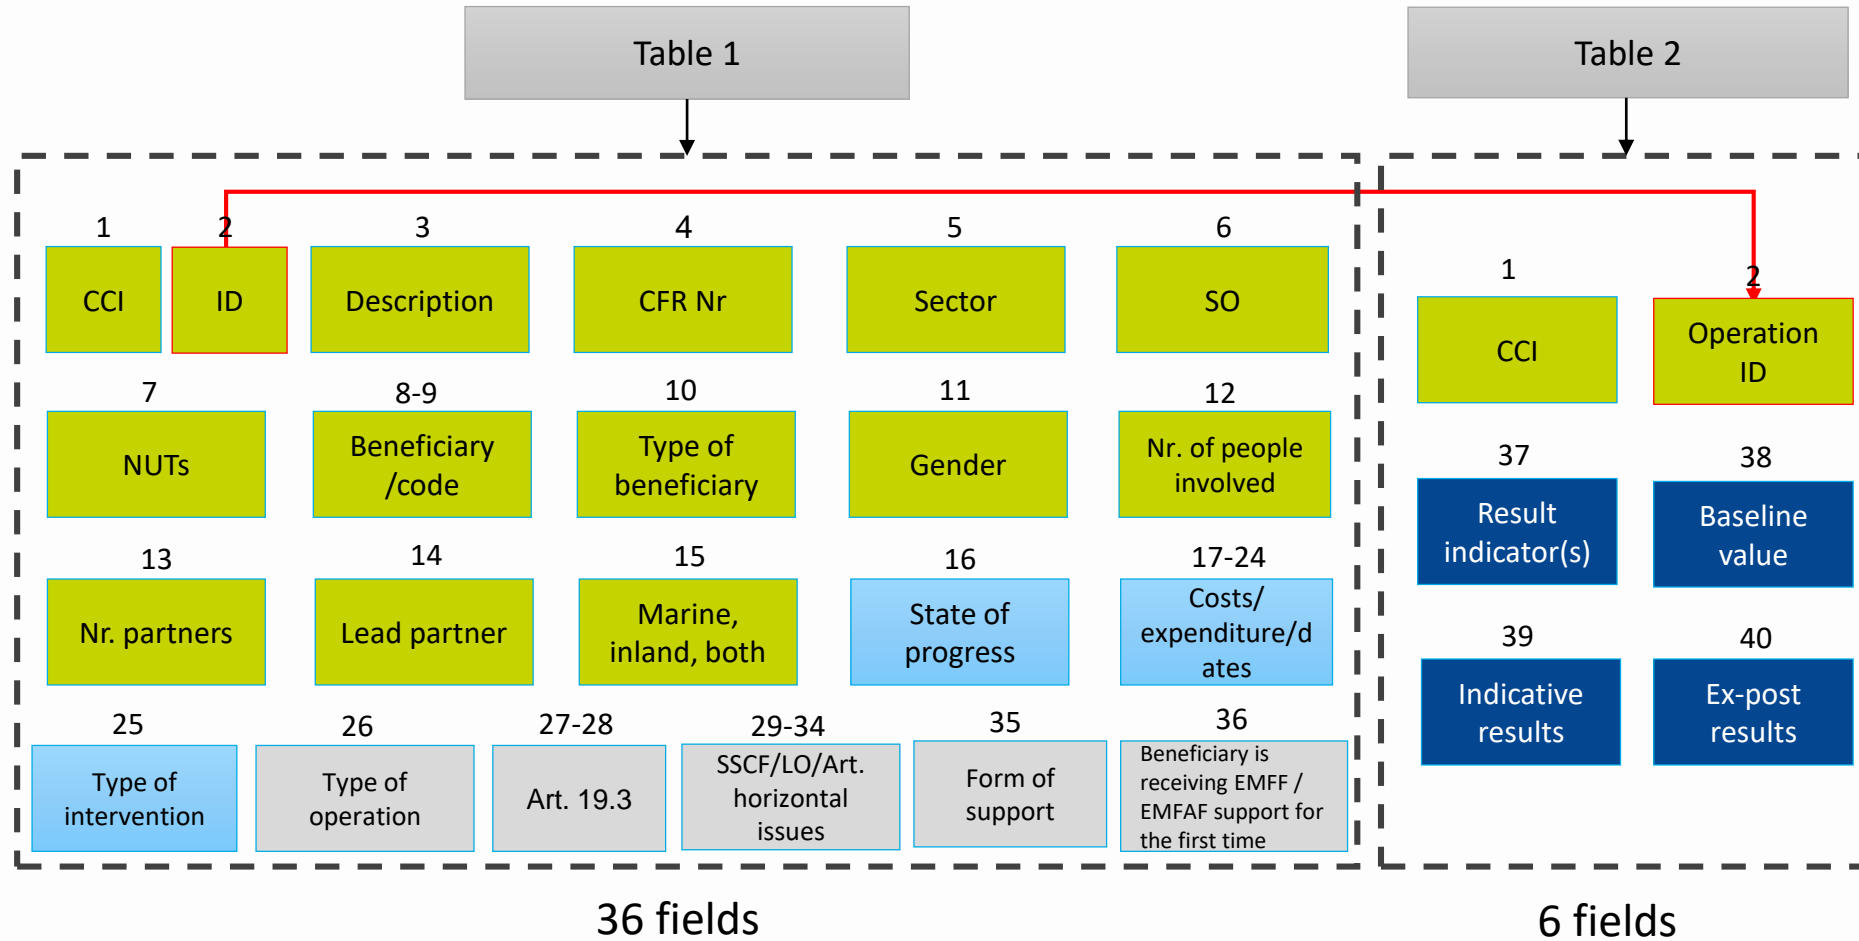 Table 1
Table 2
1
2
3
4
5
6
CCI
ID
Description
CFR Nr
Sector
SO
7
8-9
10
11
12
NUTs
Beneficiary
/code
Type of
beneficiary
Gender
Nr. of people
involved
13
14
15
16
17-24
Nr. partners
Lead partner
Marine,
inland, both
State of
progress
Costs/
expenditure/d
ates
25
26
27-28
29-34
35
36
Type of
intervention
Type of
operation
Art. 19.3
SSCF/LO/Art.
horizontal
issues
Form of
support
Beneficiary is
receiving EMFF /
EMFAF support for
the first time
36 fields
1
2
CCI
Operation
ID
37
38
Result
indicator(s)
Baseline
value
39
40
Indicative
results
Ex-post
results
6 fields